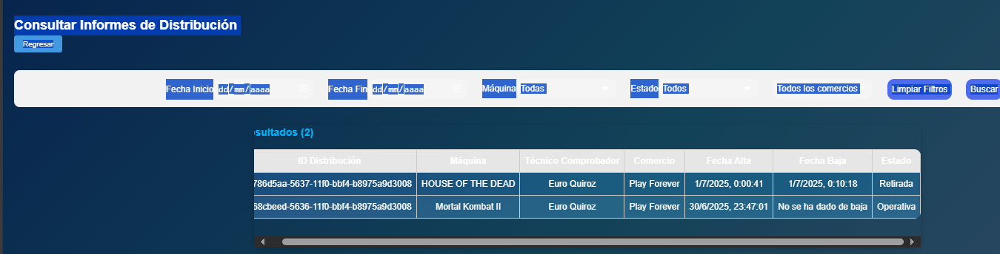 Consultar Informes de Distribución
Regresar
Fecha Inicio dd/mm/aaaa Fecha Fin dd/mm/aaaa Máquina Todas Estado Todos Todos los comercios Limpiar Filtros Buscar
esultados (2)
ID Distribución Máquina Técnico Comprobador Comercio Fecha Alta Fecha Baja Estado
786d5aa-5637-11f0-bbf4-b8975a9d3008 HOUSE OF THE DEAD Euro Quiroz Play Forever 1/7/2025, 0:00:41 1/7/2025, 0:10:18 Retirada
68cbeed-5636-11f0-bbf4-b8975a9d3008 Mortal Kombat II Euro Quiroz Play Forever 30/6/2025, 23:47:01 No se ha dado de baja Operativa